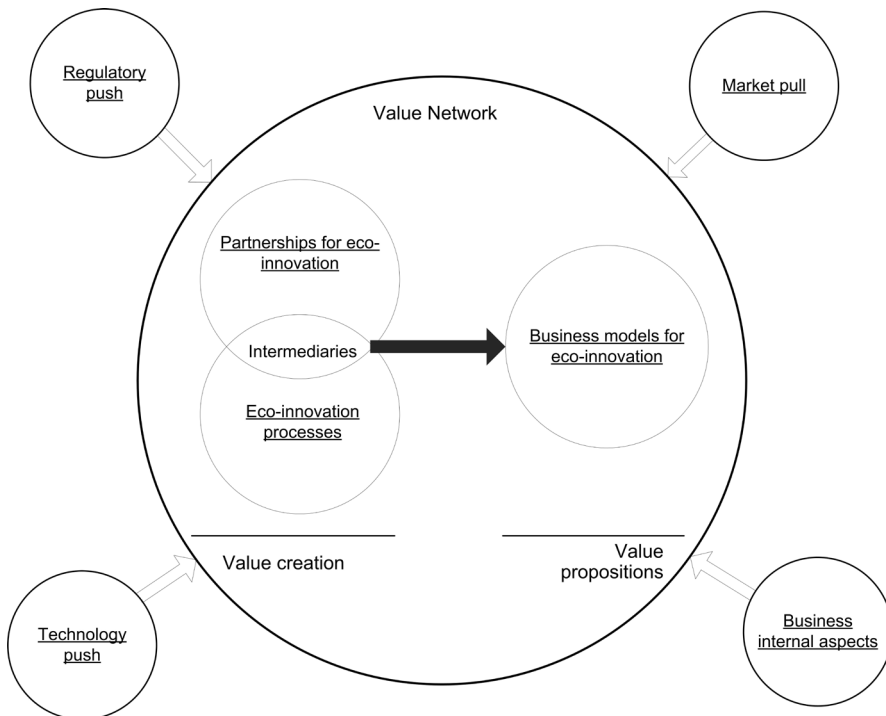 Regulatory
push
Market pull
Value Network
Partnerships for eco-
innovation
Intermediaries
Business models for
eco-innovation
Eco-innovation
processes
Value creation
Value
propositions
Technology
push
Business
internal aspects